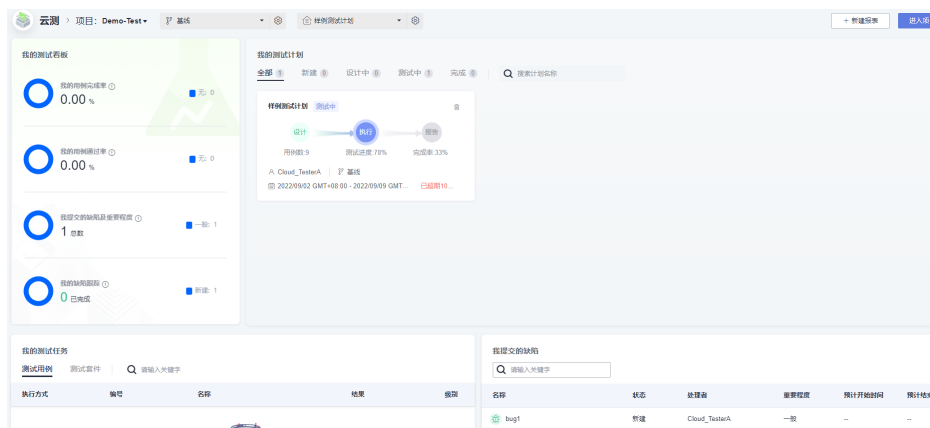 云测 > 项目: Demo-Test 基线 样例测试计划 + 新建报表
我的测试看板
我的用例完成率
0.00 %
无: 0
我的用例通过率
0.00 %
无: 0
我提交的缺陷及重要程度
1 总数
一般: 1
我的缺陷跟踪
0 已完成
新建: 1
我的测试计划
全部 1 新建 0 设计中 0 测试中 1 完成 0 搜索计划名称
样例测试计划 测试中
设计 执行 报告
用例数:9 测试进度:78% 完成率:33%
Cloud_TesterA 基线
2022/09/02 GMT+08:00 - 2022/09/09 GMT... 已超期10...
我的测试任务
测试用例 测试套件 请输入关键字
执行方式 编号 名称 结果 级别
我提交的缺陷
请输入关键字
名称 状态 处理者 重要程度 预计开始时间 预计结束
bug1 新建 Cloud_TesterA 一般 -- --